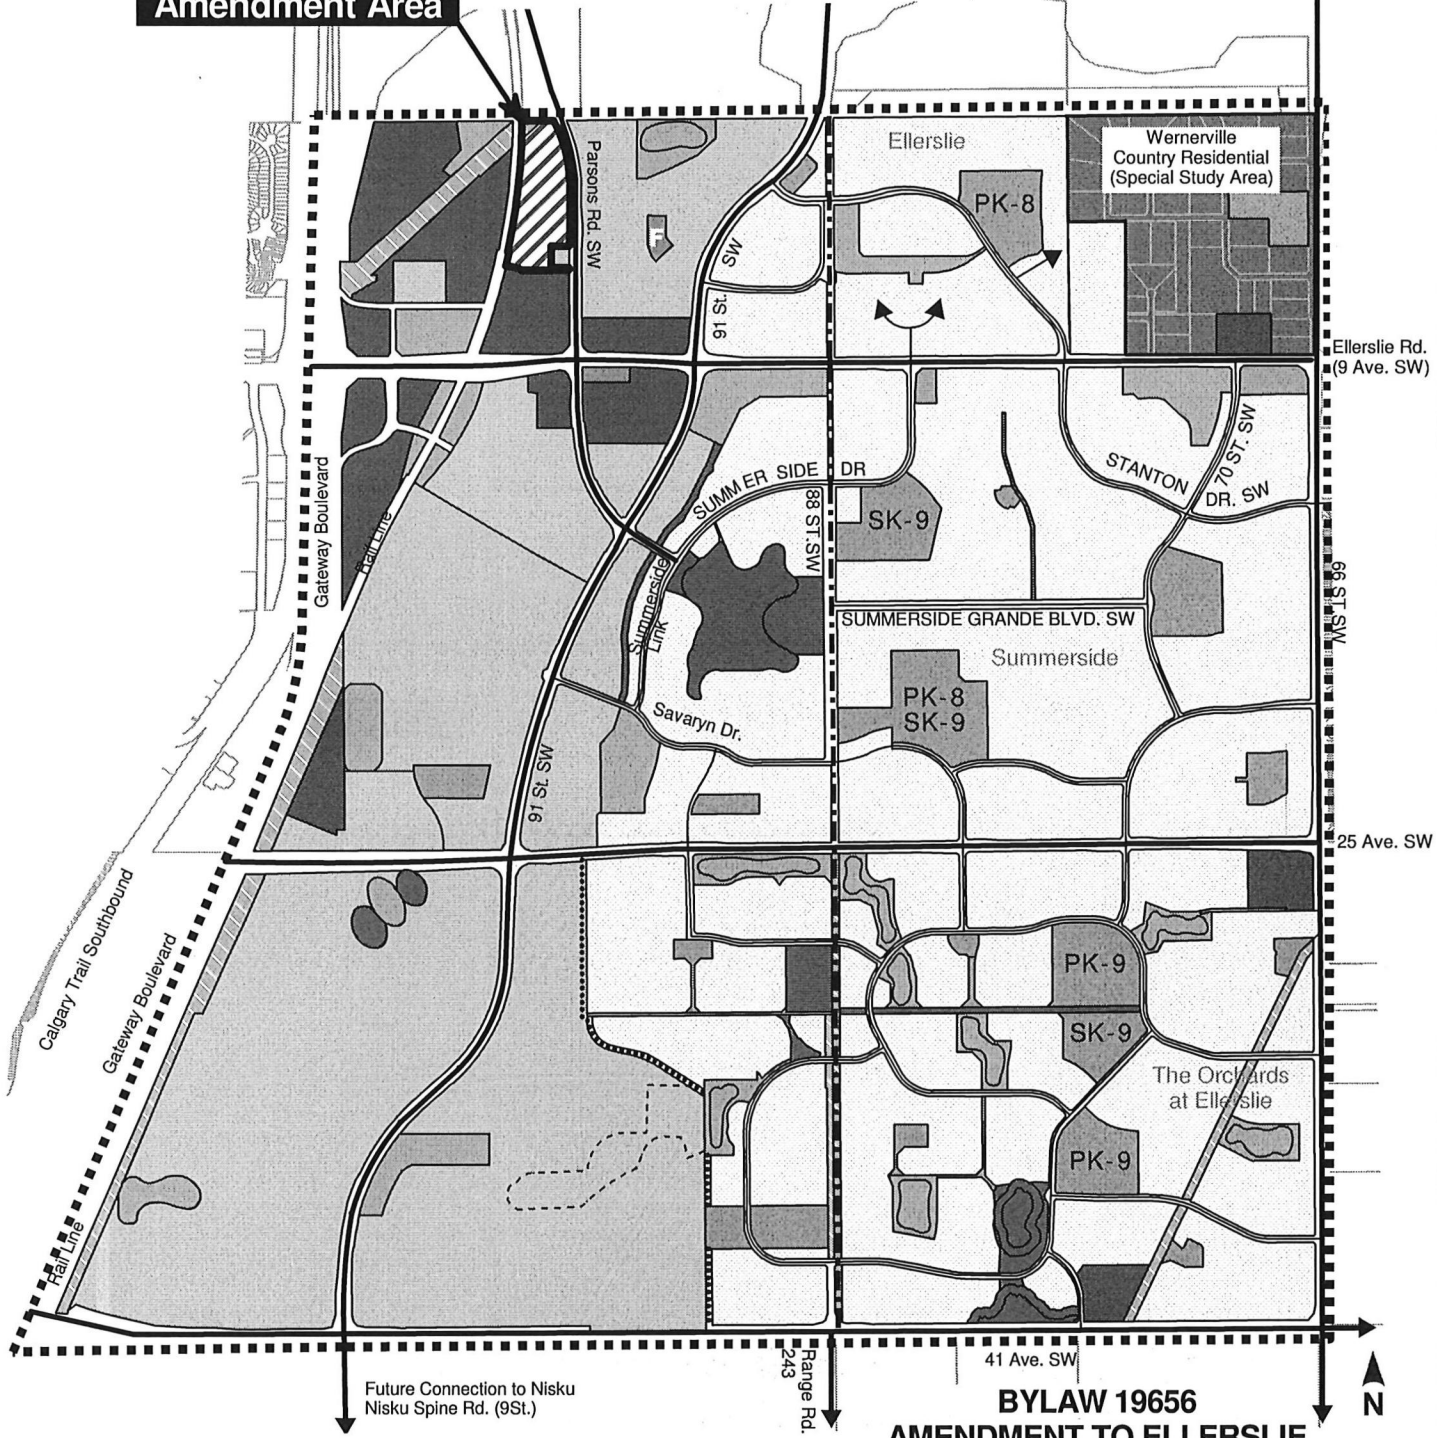 Amendment Area
Ellerslie
Wernerville
Country Residential
(Special Study Area)
PK-8
Parsons Rd. SW
SW
91 St.
Ellerslie Rd.
(9 Ave. SW)
Gateway Boulevard
Rail Line
SUMMER SIDE DR
88 ST. SW
SK-9
STANTON
DR. SW
70 ST. SW
66 ST. SW
Summerside
Link
SUMMERSIDE GRANDE BLVD. SW
Summerside
PK-8
SK-9
Savaryn Dr.
91 St. SW
25 Ave. SW
Calgary Trail Southbound
Gateway Boulevard
PK-9
SK-9
The Orchards
at Ellerslie
PK-9
Rail Line
41 Ave. SW
Range Rd.
243
Future Connection to Nisku
Nisku Spine Rd. (9St.)
N
BYLAW 19656
AMENDMENT TO ELLERSLIE